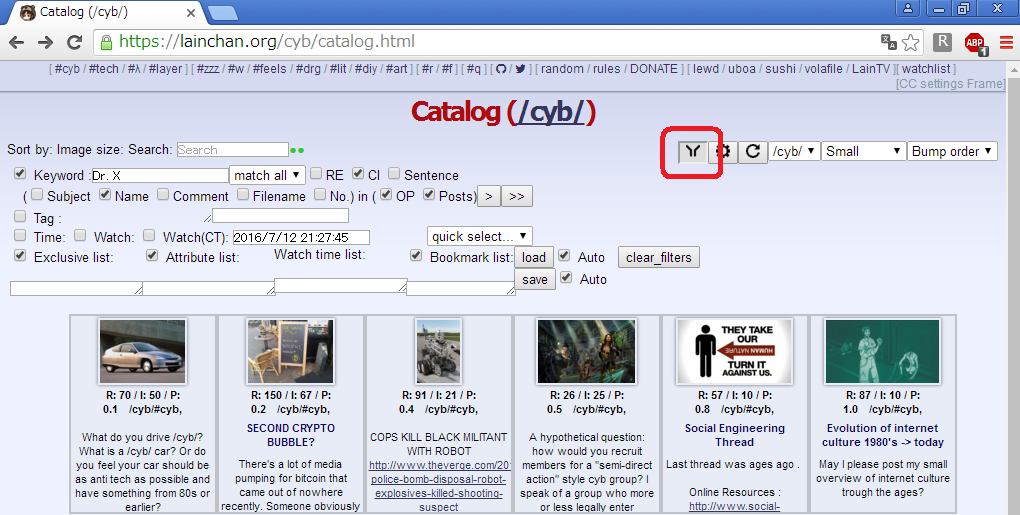 Catalog (/cyb/)
https://lainchan.org/cyb/catalog.html
R
ABP
1
[ #cyb / #tech / #λ / #layer ] [ #zzz / #w / #feels / #drg / #lit / #diy / #art ] [ #r / #f ] [ #q ] [ / ] [ random / rules / DONATE ] [ lewd / uboa / sushi / volafile / LainTV ][ watchlist ]
[CC settings Frame]
Catalog (/cyb/)
Sort by: Image size: Search: Search
/cyb/ Small Bump order
Keyword :Dr. X match all RE CI Sentence
( Subject Name Comment Filename No.) in ( OP Posts) > >>
Tag :
Time: Watch: Watch(CT): 2016/7/12 21:27:45 quick select...
Exclusive list: Attribute list: Watch time list: Bookmark list: load Auto clear_filters
save Auto
THEY TAKE
OUR
HUMAN NATURE
TURN IT
AGAINST US.
R: 70 / I: 50 / P:
0.1 /cyb/#cyb,
What do you drive /cyb/?
What is a /cyb/ car? Or do
you feel your car should be
as anti tech as possible and
have something from 80s or
earlier?
R: 150 / I: 67 / P:
0.2 /cyb/#cyb,
SECOND CRYPTO
BUBBLE?
There's a lot of media
pumping for bitcoin that
came out of nowhere
recently. Someone obviously
R: 91 / I: 21 / P:
0.4 /cyb/#cyb,
COPS KILL BLACK MILITANT
WITH ROBOT
http://www.theverge.com/20
police-bomb-disposal-robot-
explosives-killed-shooting-
suspect
R: 26 / I: 25 / P:
0.5 /cyb/#cyb,
A hypothetical question:
how would you recruit
members for a "semi-direct
action" style cyb group? I
speak of a group who more
or less legally enter
R: 57 / I: 10 / P:
0.8 /cyb/#cyb,
Social Engineering
Thread
Last thread was ages ago .
Online Resources :
http://www.social-
R: 87 / I: 10 / P:
1.0 /cyb/#cyb,
Evolution of internet
culture 1980's -> today
May I please post my small
overview of internet culture
trough the ages?